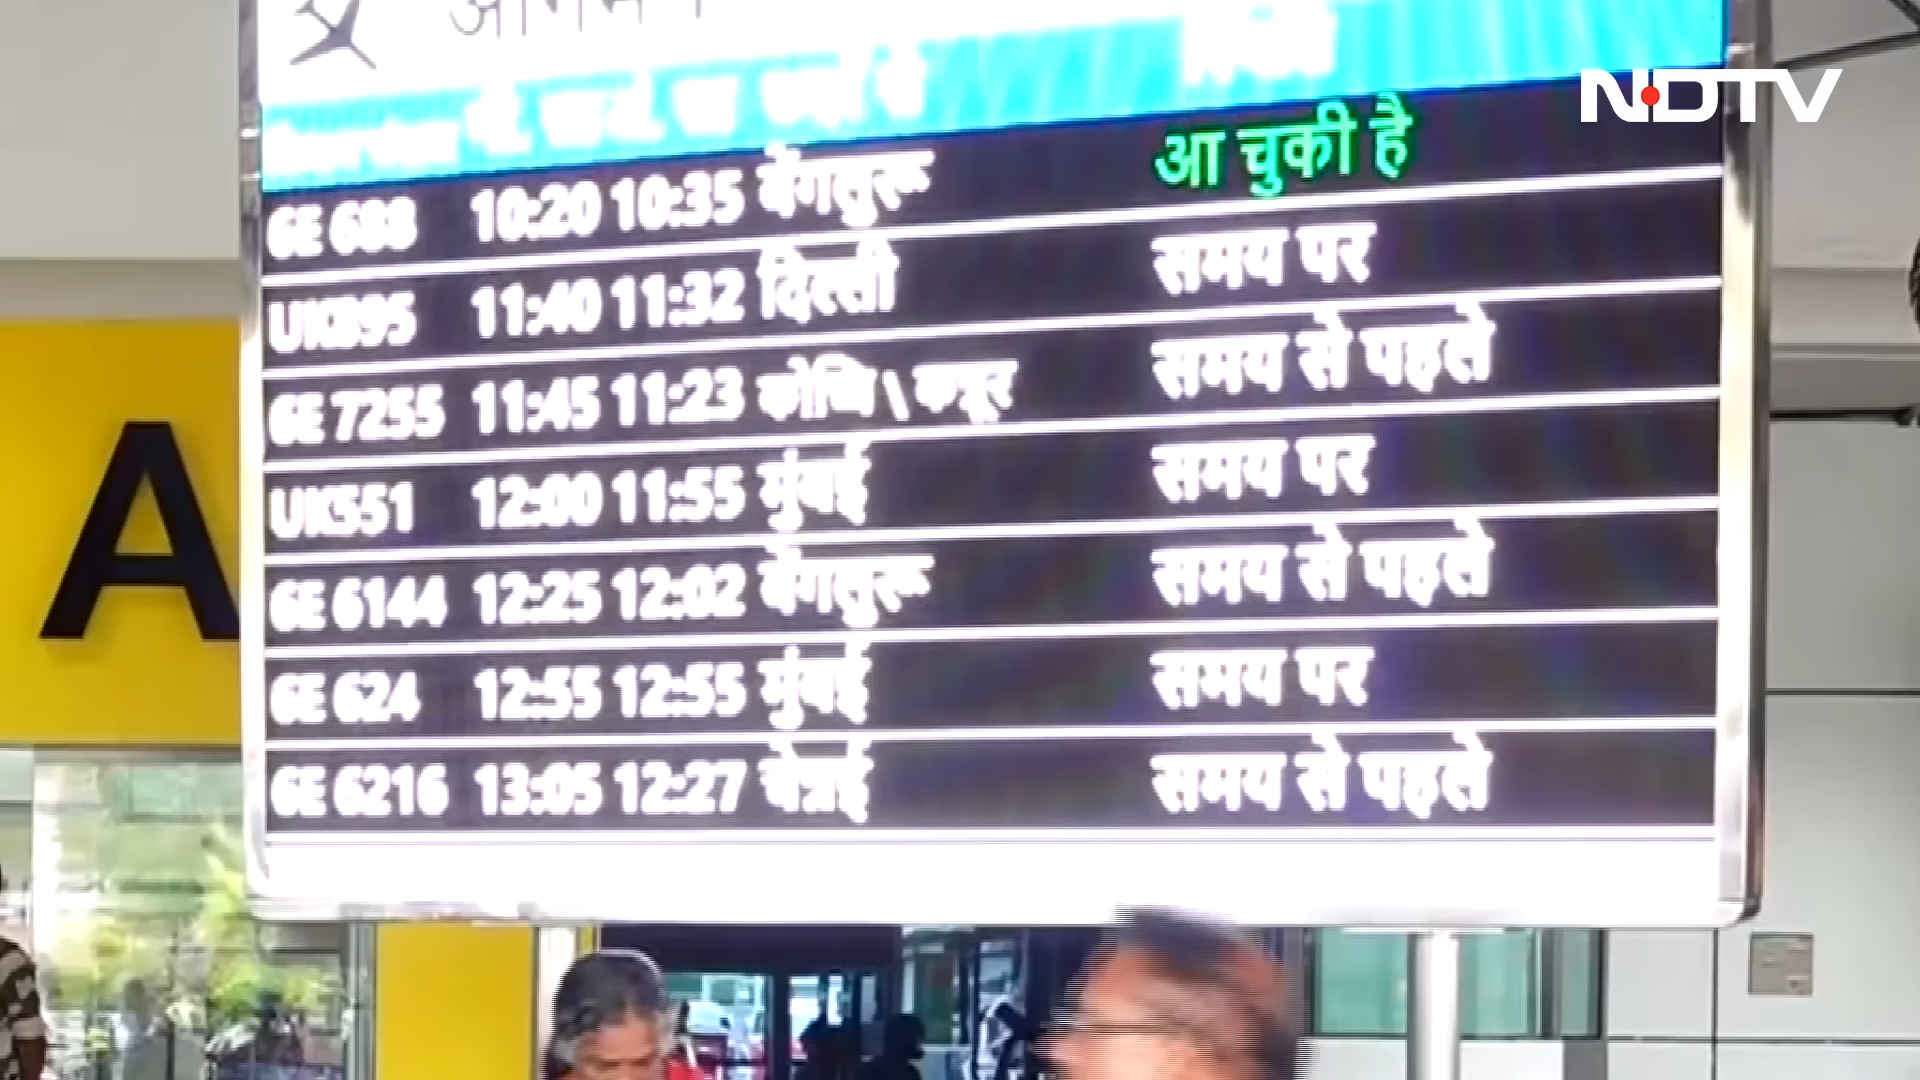 आगमन
NDTV
6E 688 10:20 10:35 बेंगलुरू आ चुकी है
UK895 11:40 11:32 दिल्ली समय पर
6E 7255 11:45 11:23 कोच्चि \ समय से पहले
UK551 12:00 11:55 मुंबई समय पर
6E 6144 12:25 12:02 बेंगलुरू समय से पहले
6E 624 12:55 12:55 मुंबई समय पर
6E 6216 13:05 12:27 चेन्नई समय से पहले
A